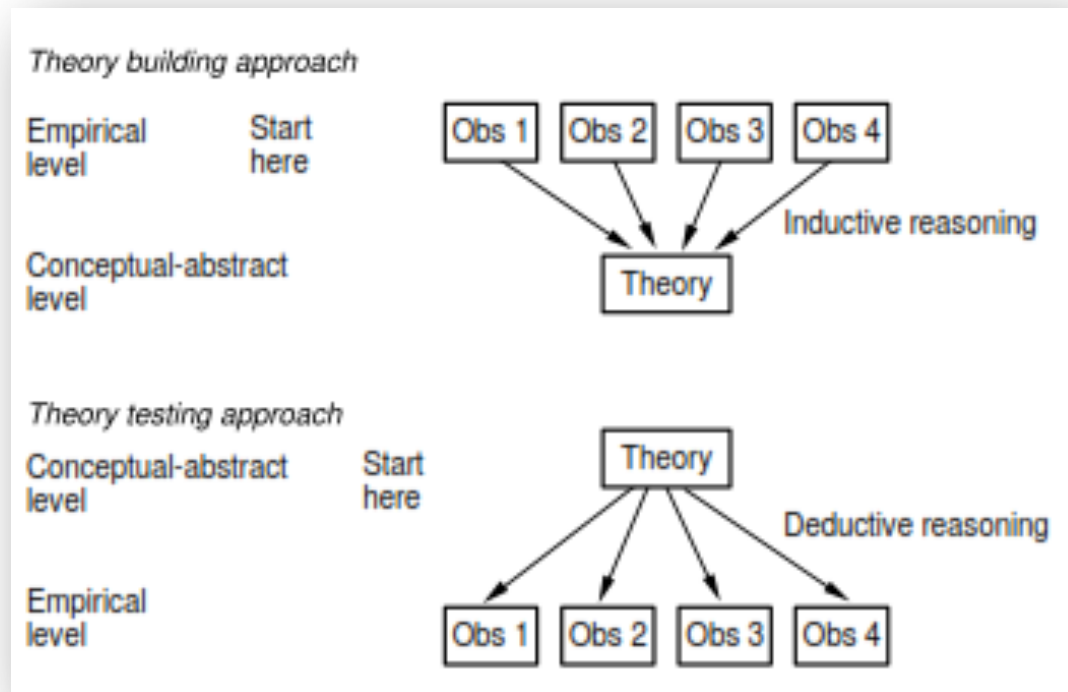 Theory building approach
Empirical level
Start here
Obs 1 Obs 2 Obs 3 Obs 4
Inductive reasoning
Conceptual-abstract level
Theory
Theory testing approach
Conceptual-abstract level
Start here
Theory
Deductive reasoning
Empirical level
Obs 1 Obs 2 Obs 3 Obs 4